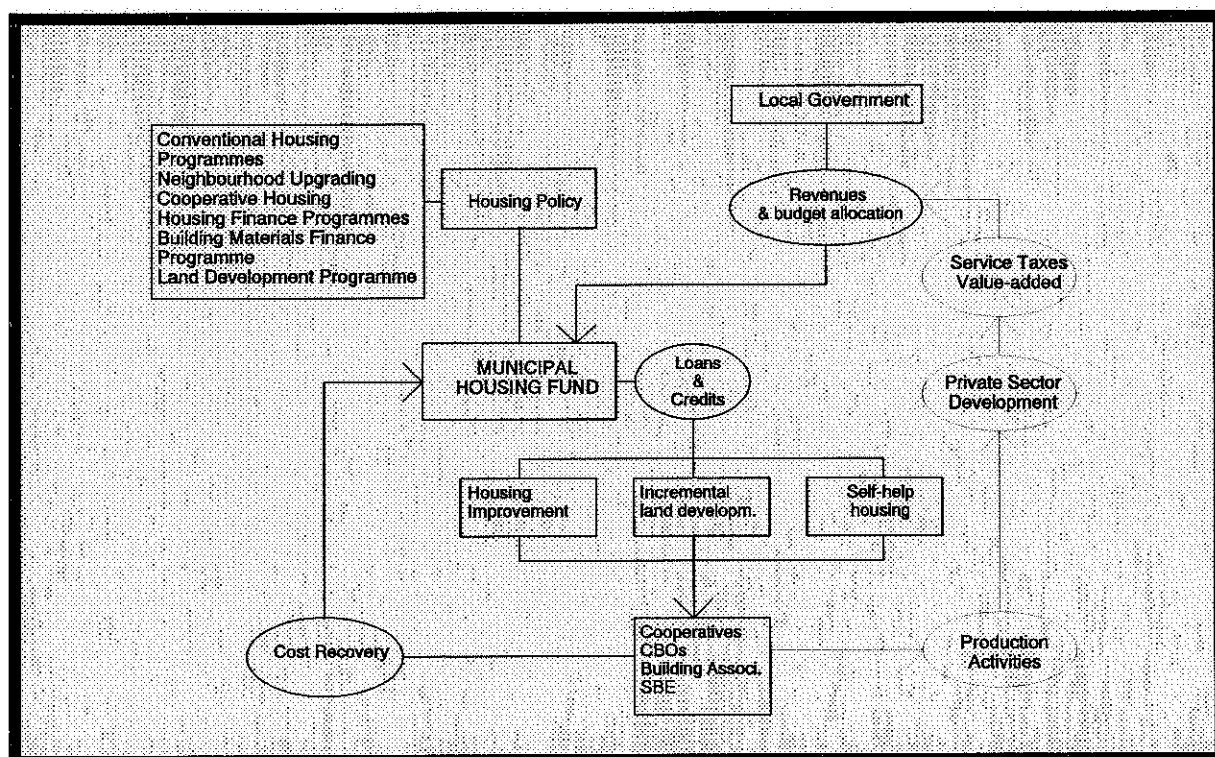 Local Government
Conventional Housing
Programmes
Neighbourhood Upgrading
Cooperative Housing
Housing Finance Programmes
Building Materials Finance
Programme
Land Development Programme
Housing Policy
Revenues
& budget allocation
Service Taxes
Value-added
MUNICIPAL
HOUSING FUND
Loans
&
Credits
Private Sector
Development
Housing
Improvement
Incremental
land developm.
Self-help
housing
Cost Recovery
Cooperatives
CBOs
Building Associ.
SBE
Production
Activities